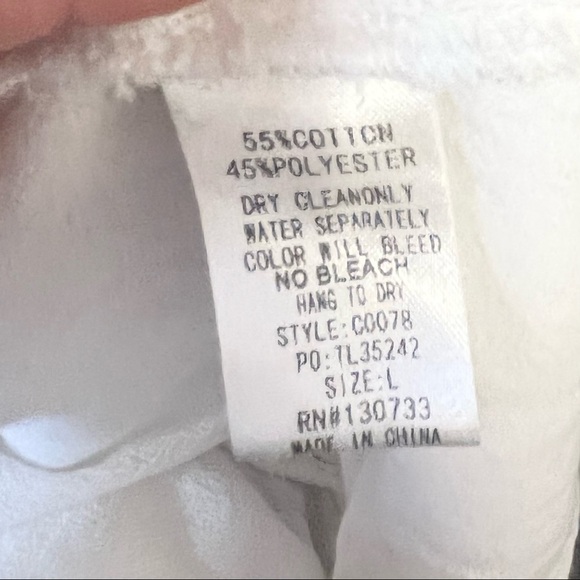 55%COTTON
45%POLYESTER
DRY CLEANONLY
WATER SEPARATELY
COLOR WILL BLEED
NO BLEACH
HANG TO DRY
STYLE:C0078
PO:TL35242
SIZE:L
RN#130733
MADE IN CHINA